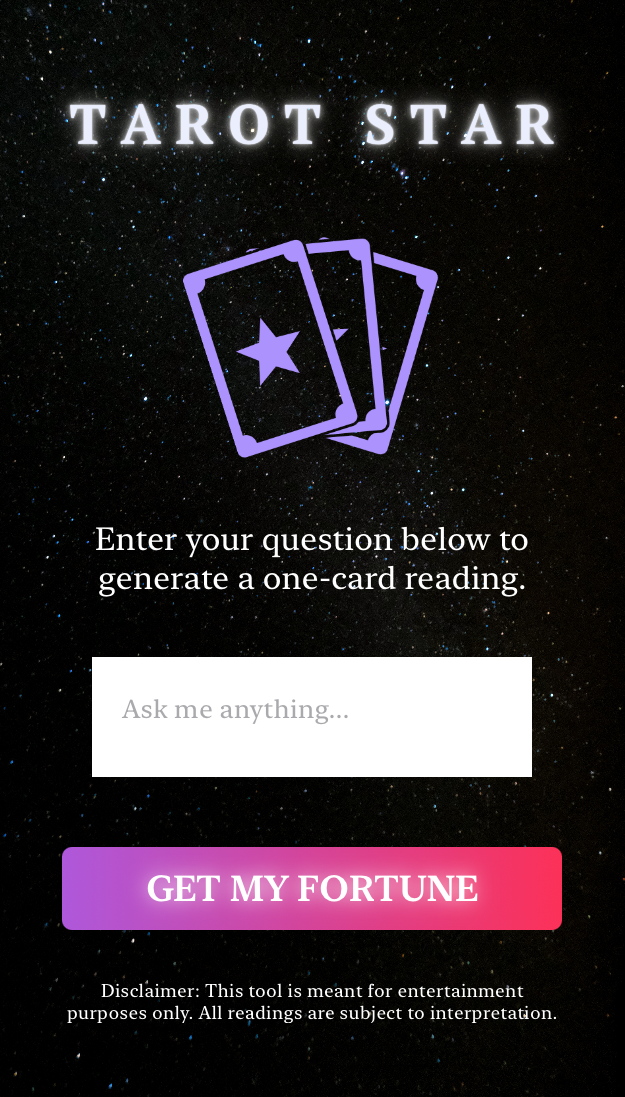 TAROT STAR
Enter your question below to
generate a one-card reading.
Ask me anything...
GET MY FORTUNE
Disclaimer: This tool is meant for entertainment
purposes only. All readings are subject to interpretation.